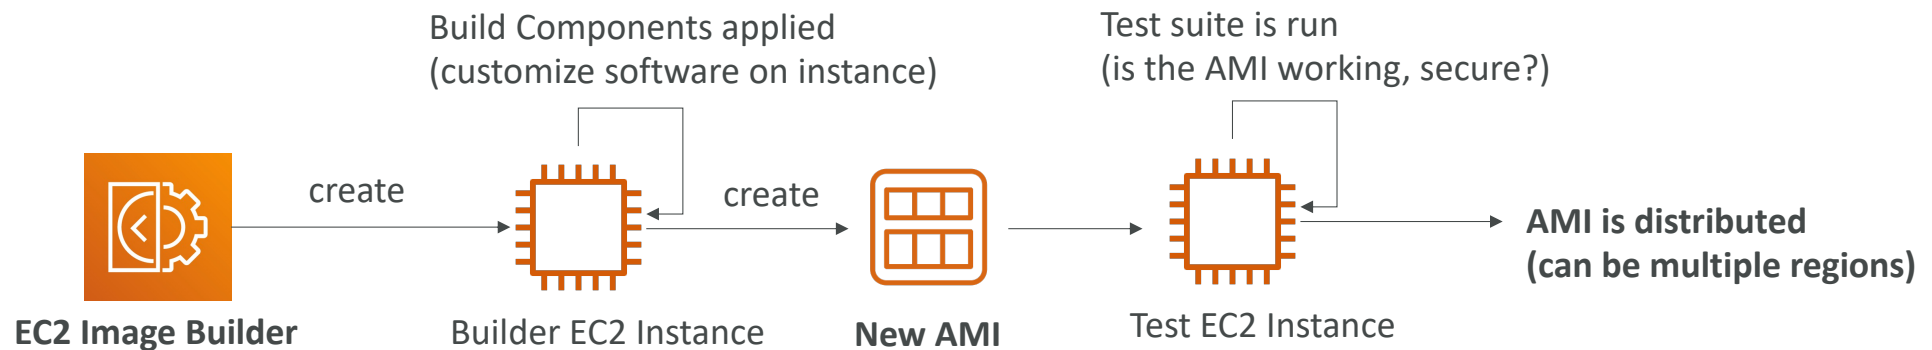 Build Components applied
(customize software on instance)
Test suite is run
(is the AMI working, secure?)
create
create
AMI is distributed
(can be multiple regions)
EC2 Image Builder
Builder EC2 Instance
New AMI
Test EC2 Instance